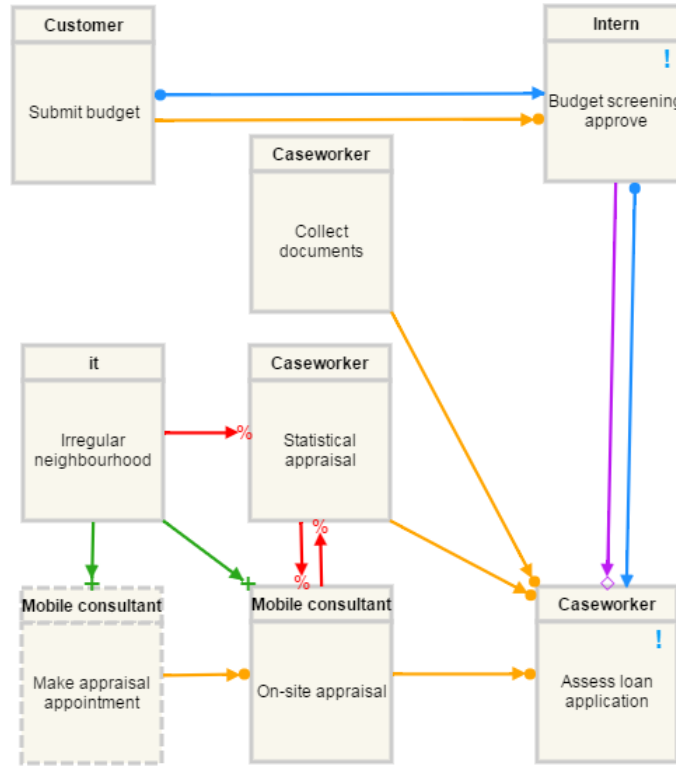 Customer
Submit budget
Intern
!
Budget screening
approve
Caseworker
Collect
documents
it
Irregular
neighbourhood
Caseworker
Statistical
appraisal
%
%
%
Mobile consultant
Make appraisal
appointment
Mobile consultant
On-site appraisal
Caseworker
!
Assess loan
application